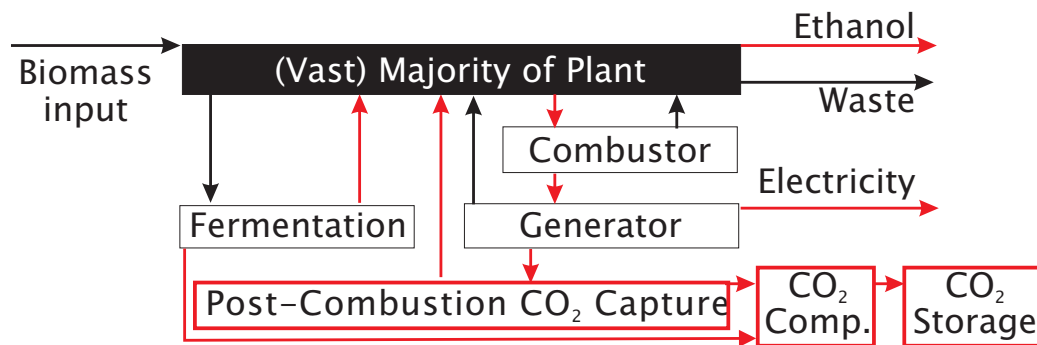 Ethanol
Biomass
input
(Vast) Majority of Plant
Waste
Combustor
Electricity
Fermentation
Generator
Post–Combustion CO₂ Capture
CO₂
Comp.
CO₂
Storage